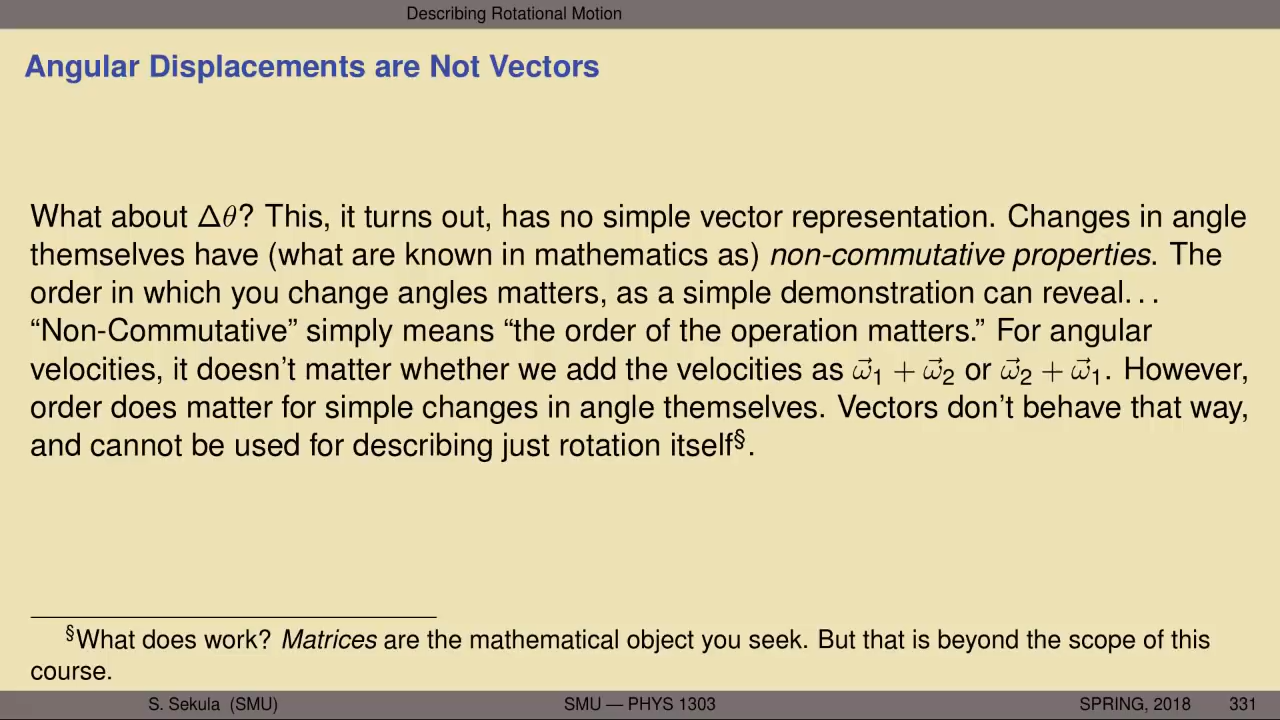 Describing Rotational Motion
Angular Displacements are Not Vectors
What about Δθ? This, it turns out, has no simple vector representation. Changes in angle
themselves have (what are known in mathematics as) non-commutative properties. The
order in which you change angles matters, as a simple demonstration can reveal...
“Non-Commutative” simply means “the order of the operation matters.” For angular
velocities, it doesn’t matter whether we add the velocities as ω⃗₁ + ω⃗₂ or ω⃗₂ + ω⃗₁. However,
order does matter for simple changes in angle themselves. Vectors don’t behave that way,
and cannot be used for describing just rotation itself§.
§What does work? Matrices are the mathematical object you seek. But that is beyond the scope of this
course.
S. Sekula (SMU) SMU — PHYS 1303 SPRING, 2018 331